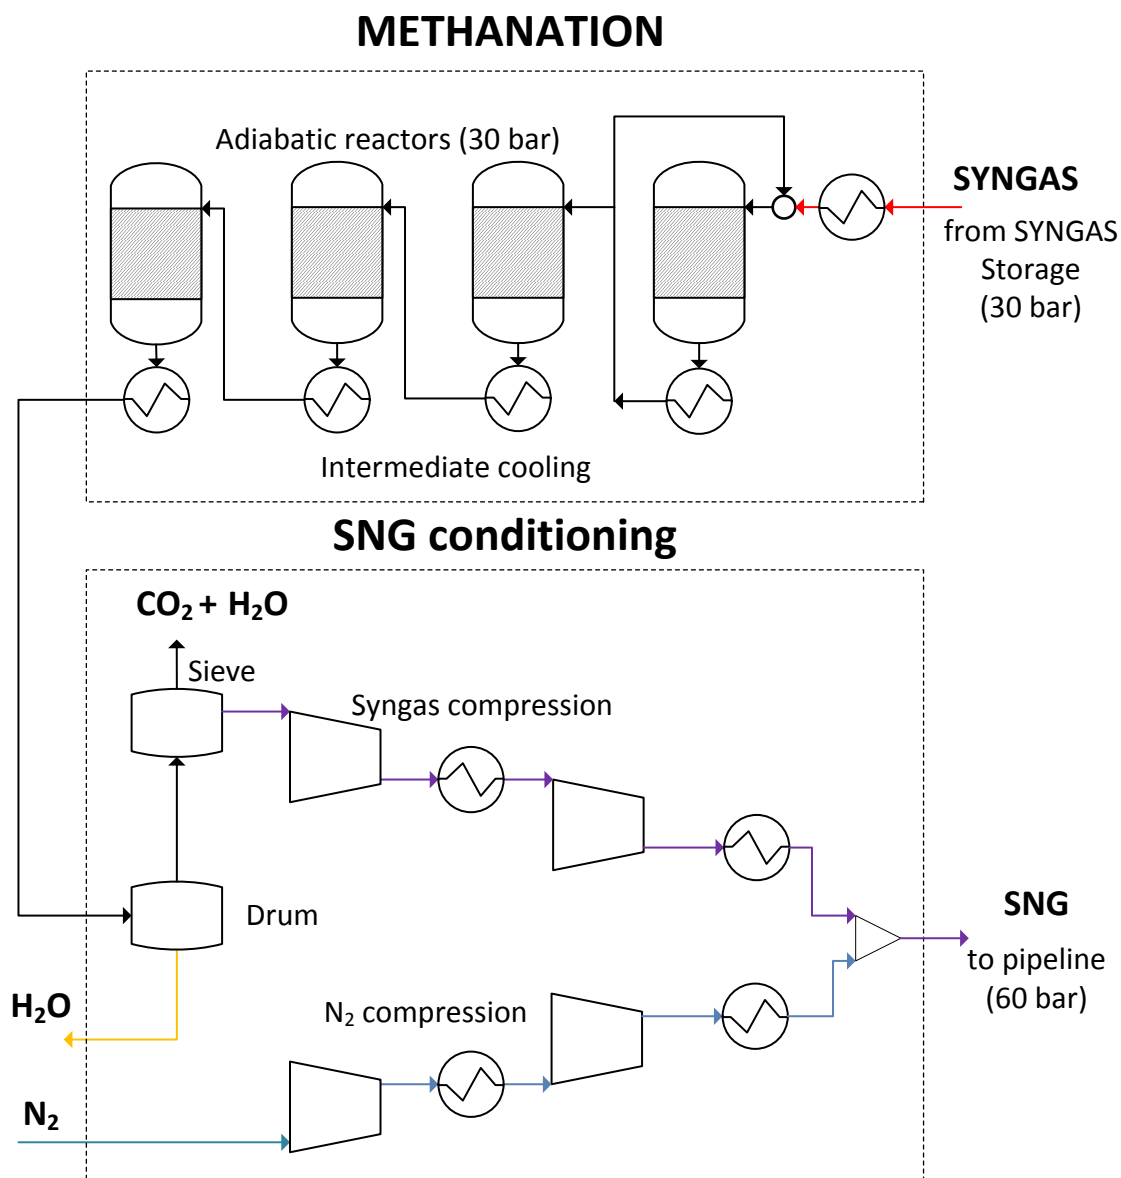 METHANATION
Adiabatic reactors (30 bar)
SYNGAS
from SYNGAS
Storage
(30 bar)
Intermediate cooling
SNG conditioning
CO₂ + H₂O
Sieve
Syngas compression
Drum
SNG
to pipeline
(60 bar)
H₂O
N₂ compression
N₂